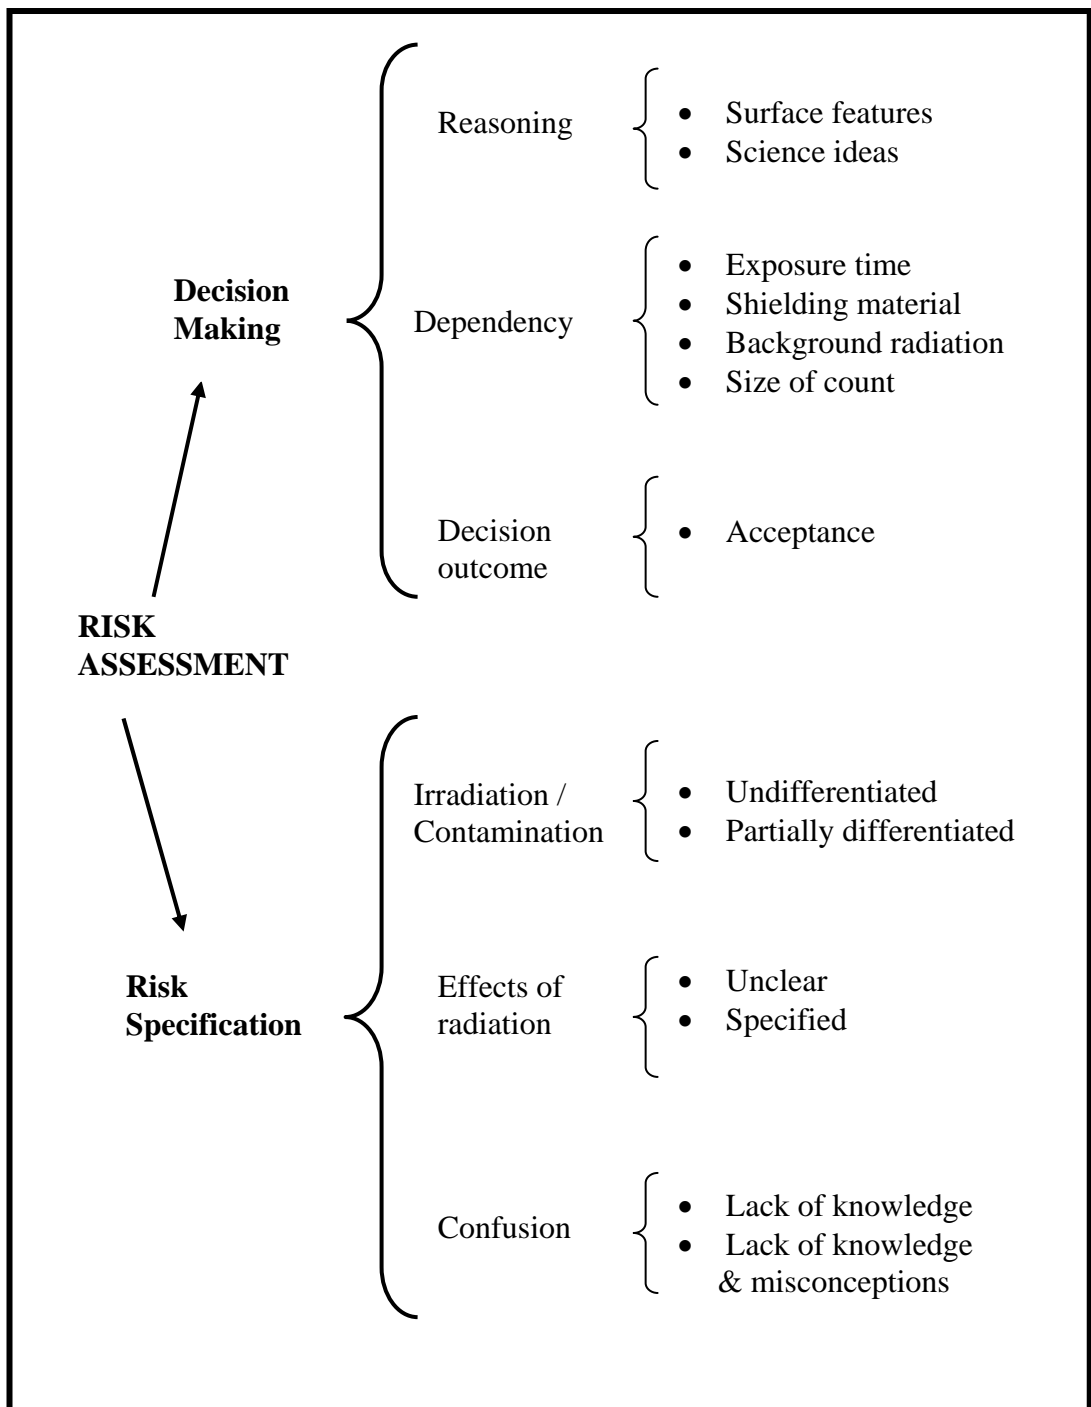 Reasoning
• Surface features
• Science ideas
Decision
Making
Dependency
• Exposure time
• Shielding material
• Background radiation
• Size of count
Decision
outcome
• Acceptance
RISK
ASSESSMENT
Irradiation /
Contamination
• Undifferentiated
• Partially differentiated
Risk
Specification
Effects of
radiation
• Unclear
• Specified
Confusion
• Lack of knowledge
• Lack of knowledge
& misconceptions